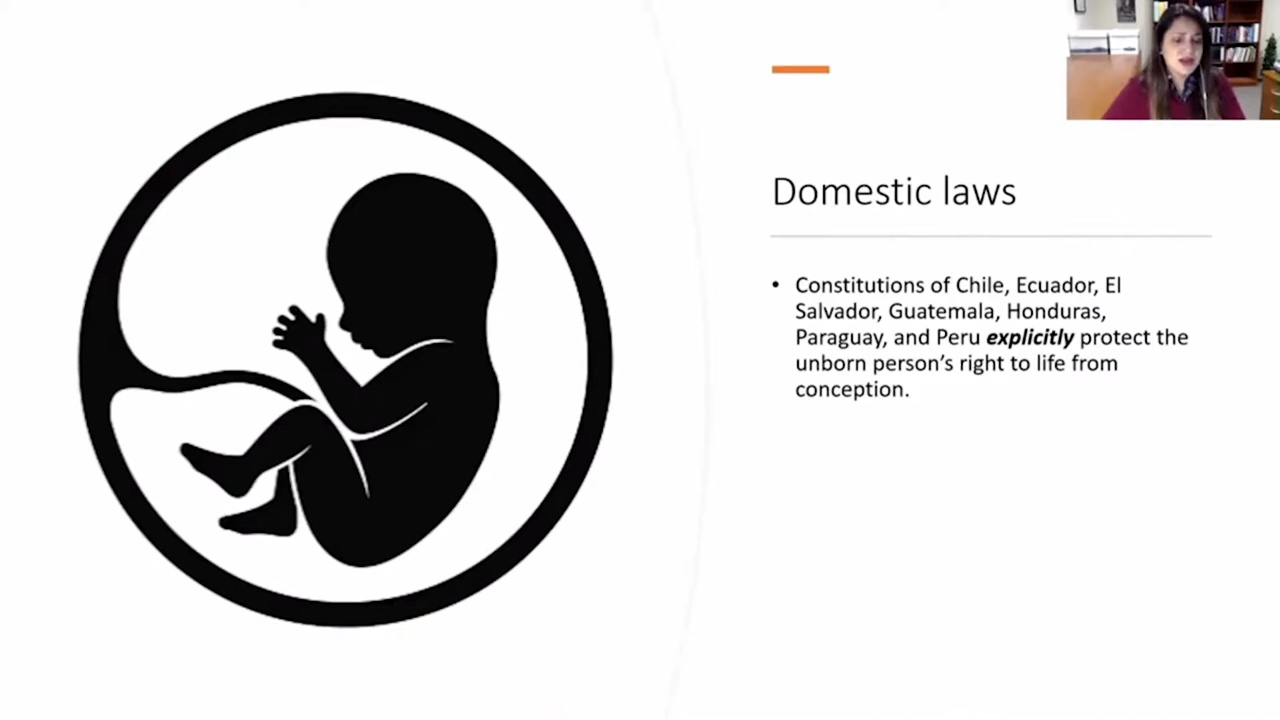 Domestic laws
• Constitutions of Chile, Ecuador, El
Salvador, Guatemala, Honduras,
Paraguay, and Peru explicitly protect the
unborn person’s right to life from
conception.